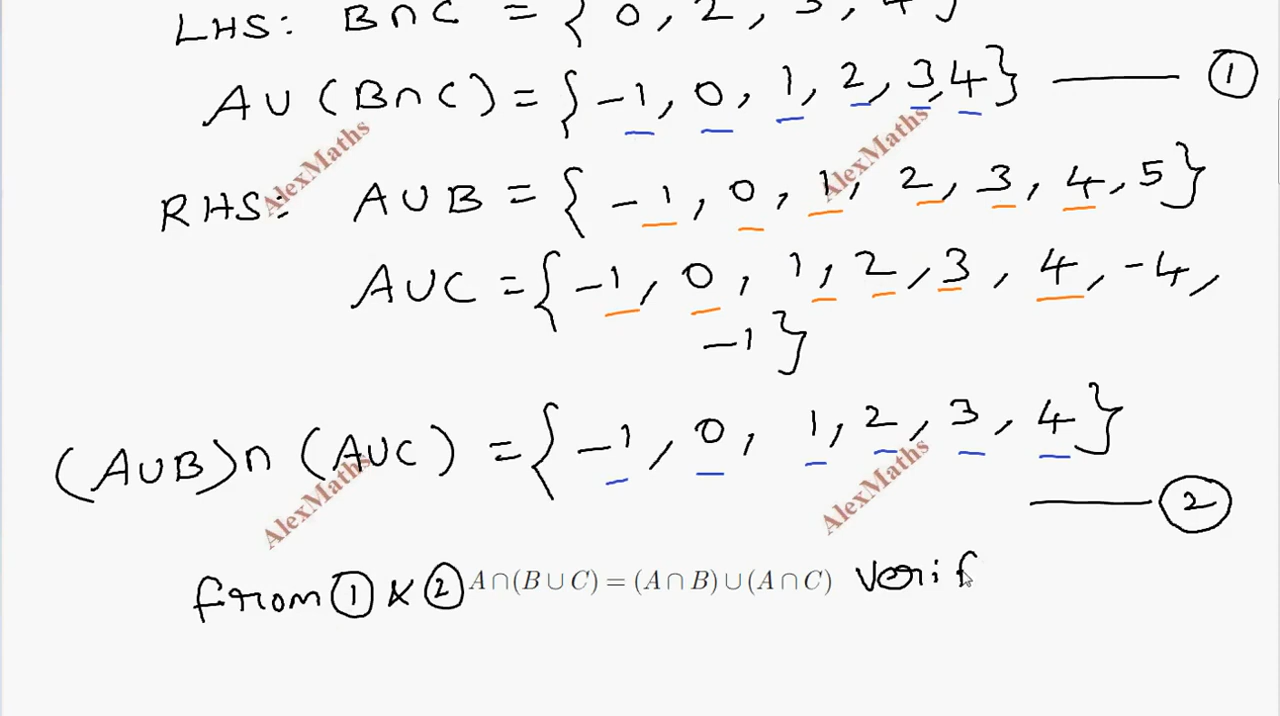 LHS: B∩C = {0, 2, 3, 4}
A∪(B∩C) = {-1, 0, 1, 2, 3, 4} ——— ①
AlexMaths AlexMaths
RHS: A∪B = {-1, 0, 1, 2, 3, 4, 5}
A∪C = {-1, 0, 1, 2, 3, 4, -4,
-1}
(A∪B)∩(A∪C) = {-1, 0, 1, 2, 3, 4}
AlexMaths AlexMaths
——— ②
from ① & ② A∩(B∪C) = (A∩B)∪(A∩C) verif